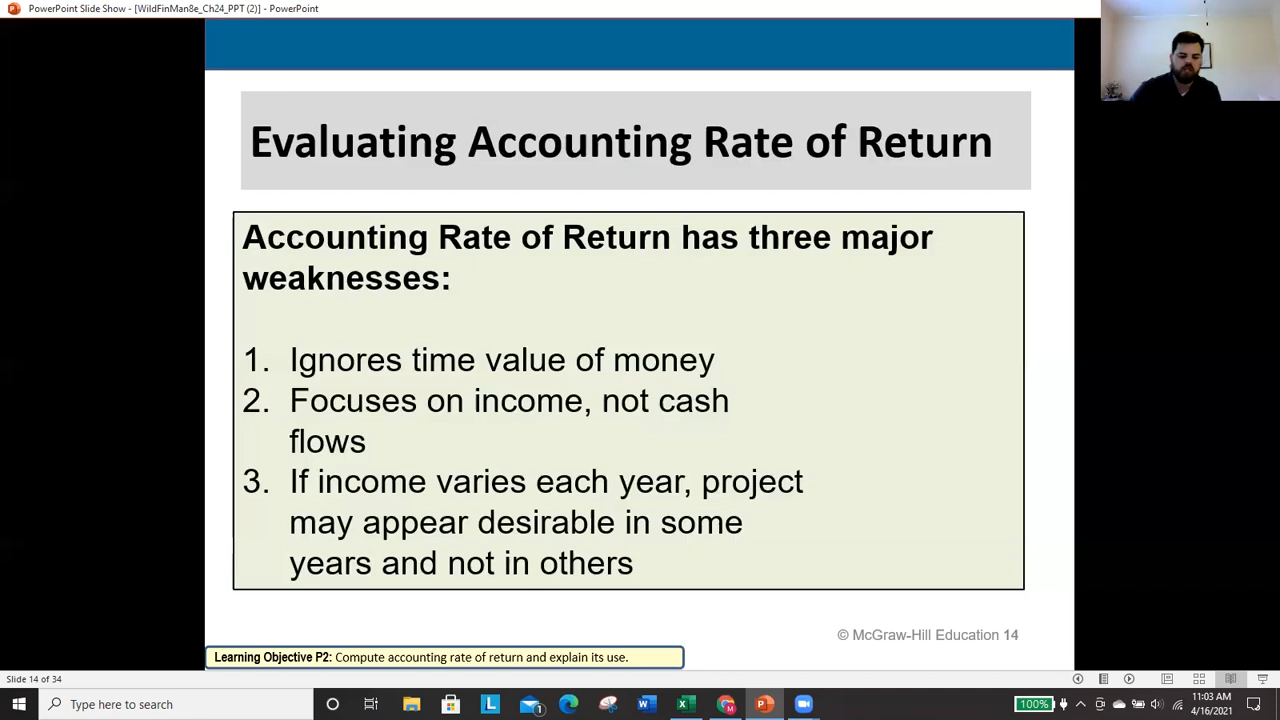 PowerPoint Slide Show - [WildFinMan8e_Ch24_PPT (2)] - PowerPoint
Evaluating Accounting Rate of Return
Accounting Rate of Return has three major
weaknesses:
1. Ignores time value of money
2. Focuses on income, not cash
flows
3. If income varies each year, project
may appear desirable in some
years and not in others
© McGraw-Hill Education 14
Learning Objective P2: Compute accounting rate of return and explain its use.
Slide 14 of 34
Type here to search
L
1
100%
11:03 AM
4/16/2021